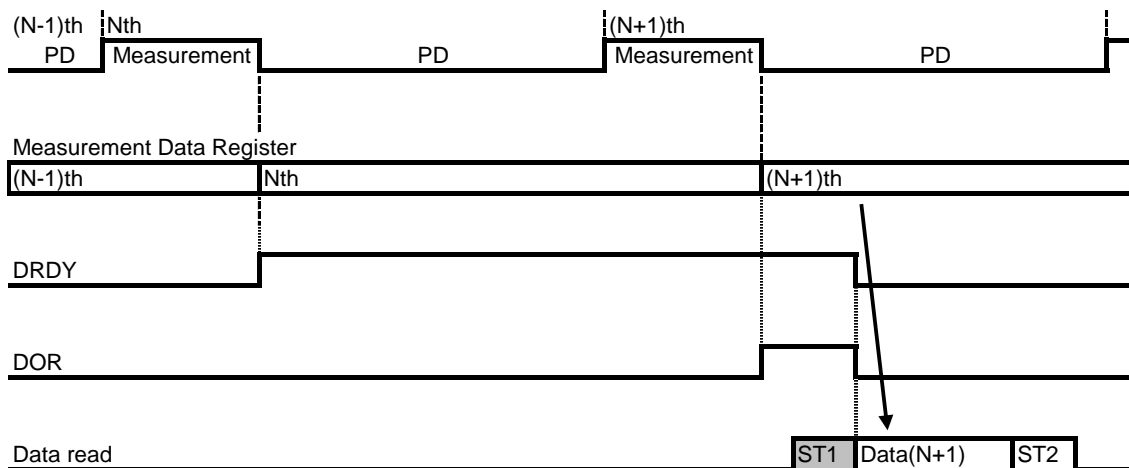 (N-1)th Nth (N+1)th
PD Measurement PD Measurement PD
Measurement Data Register
(N-1)th Nth (N+1)th
DRDY
DOR
Data read ST1 Data(N+1) ST2